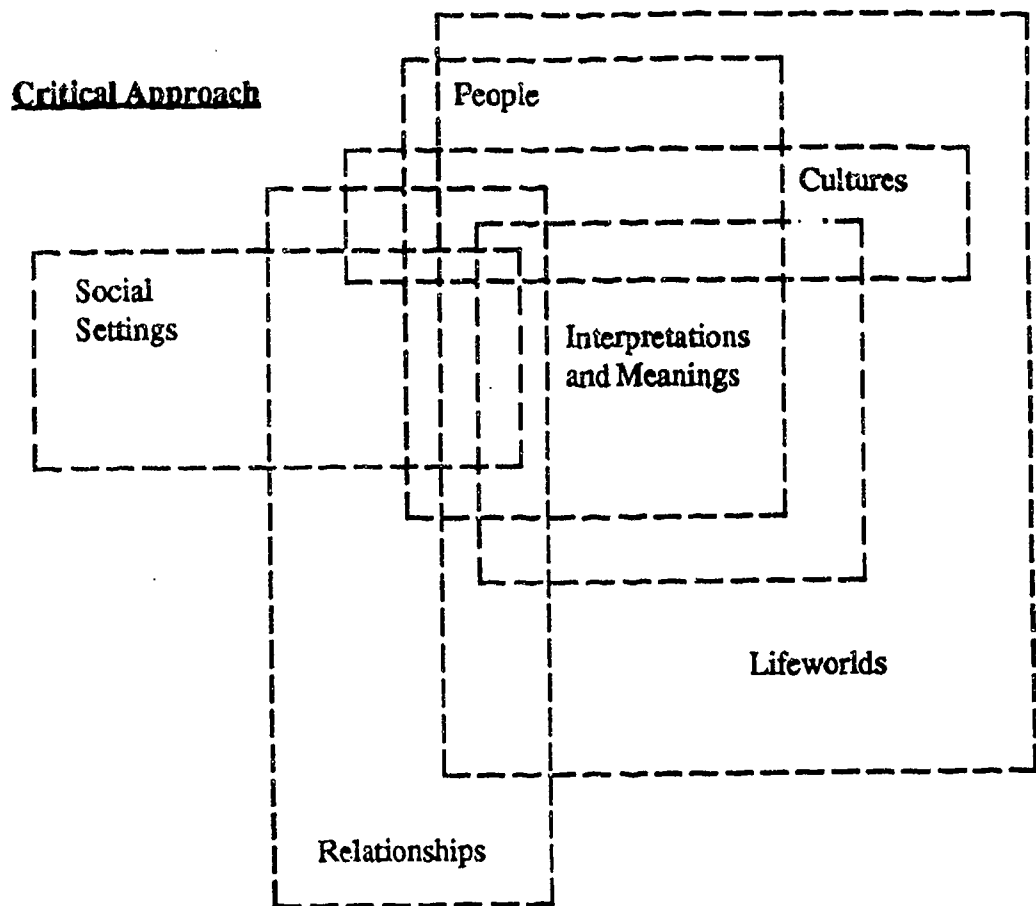 Critical Approach
People
Cultures
Social
Settings
Interpretations
and Meanings
Lifeworlds
Relationships